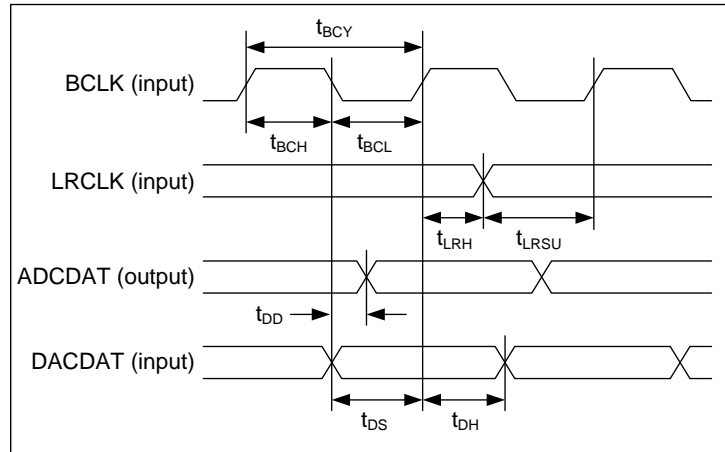 tBCY
BCLK (input)
tBCH tBCL
LRCLK (input)
tLRH tLRSU
ADCDAT (output)
tDD
DACDAT (input)
tDS tDH